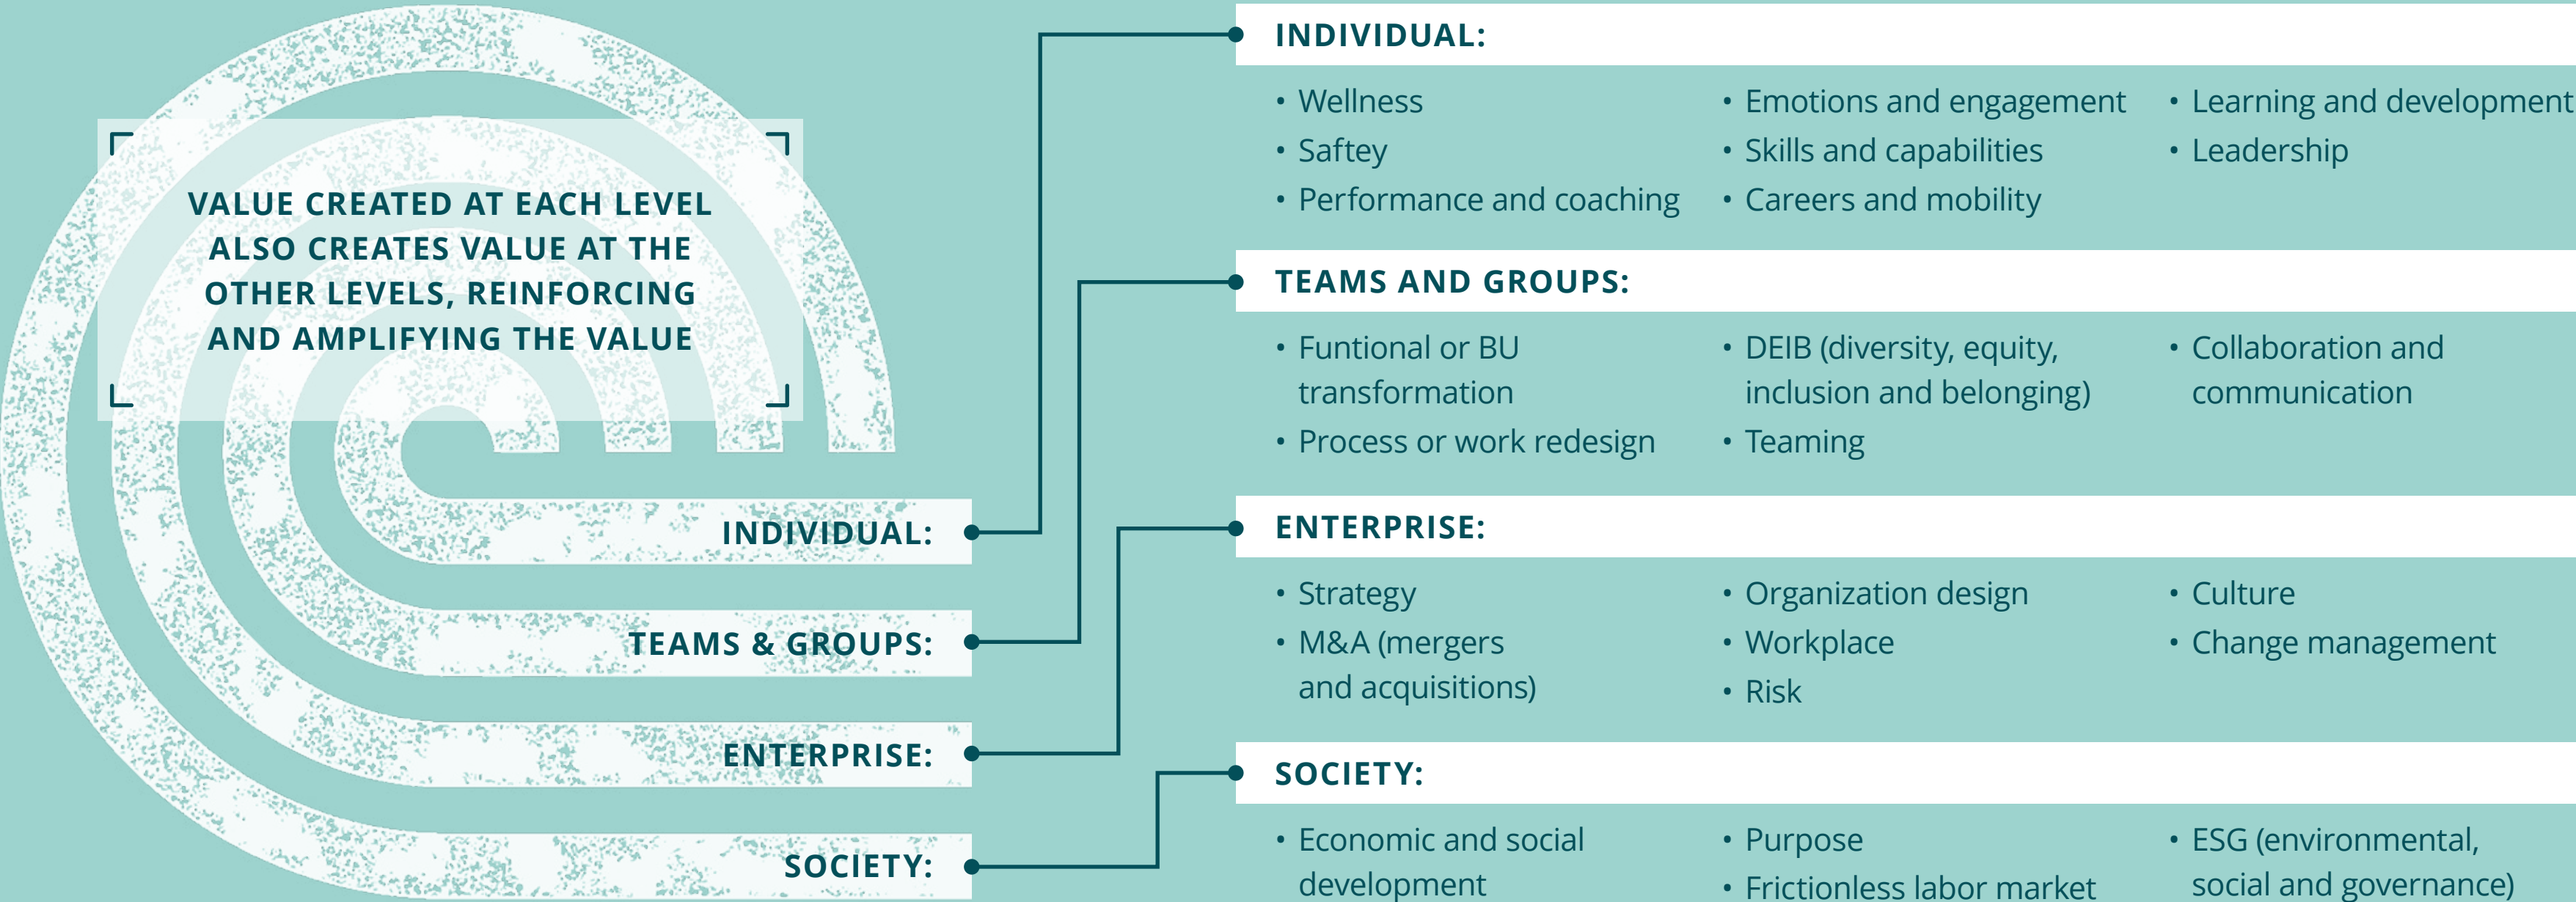 VALUE CREATED AT EACH LEVEL
ALSO CREATES VALUE AT THE
OTHER LEVELS, REINFORCING
AND AMPLIFYING THE VALUE
INDIVIDUAL:
TEAMS & GROUPS:
ENTERPRISE:
SOCIETY:
INDIVIDUAL:
• Wellness
• Saftey
• Performance and coaching
• Emotions and engagement
• Skills and capabilities
• Careers and mobility
• Learning and development
• Leadership
TEAMS AND GROUPS:
• Funtional or BU
transformation
• Process or work redesign
• DEIB (diversity, equity,
inclusion and belonging)
• Teaming
• Collaboration and
communication
ENTERPRISE:
• Strategy
• M&A (mergers
and acquisitions)
• Organization design
• Workplace
• Risk
• Culture
• Change management
SOCIETY:
• Economic and social
development
• Purpose
• Frictionless labor market
• ESG (environmental,
social and governance)